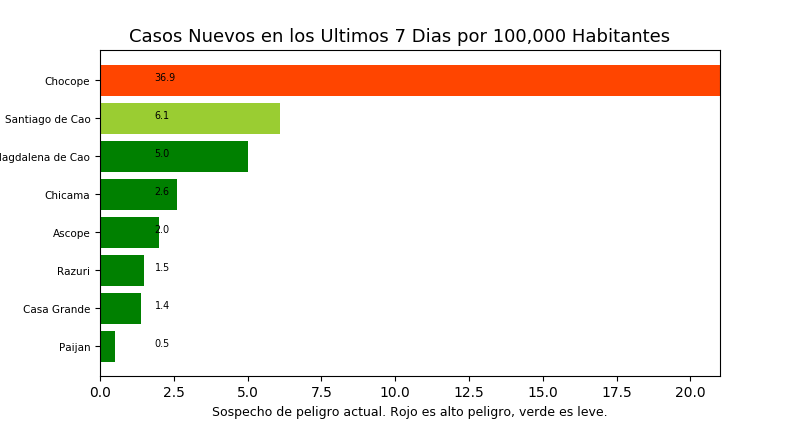 Casos Nuevos en los Ultimos 7 Dias por 100,000 Habitantes
Chocope 36.9
Santiago de Cao 6.1
agdalena de Cao 5.0
Chicama 2.6
Ascope 2.0
Razuri 1.5
Casa Grande 1.4
Paijan 0.5
0.0 2.5 5.0 7.5 10.0 12.5 15.0 17.5 20.0
Sospecho de peligro actual. Rojo es alto peligro, verde es leve.